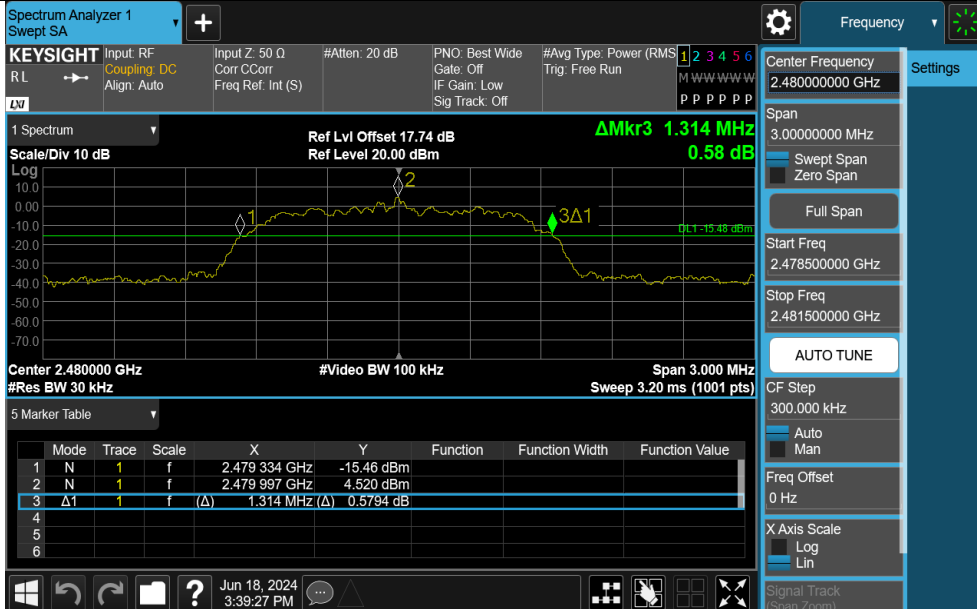 Spectrum Analyzer 1
Swept SA
+
Frequency
KEYSIGHT
RL
LXI
Input: RF
Coupling: DC
Align: Auto
Input Z: 50 Ω
Corr CCorr
Freq Ref: Int (S)
#Atten: 20 dB
PNO: Best Wide
Gate: Off
IF Gain: Low
Sig Track: Off
#Avg Type: Power (RMS
Trig: Free Run
1 2 3 4 5 6
M W W W W W
P P P P P P
1 Spectrum
Scale/Div 10 dB
Ref Lvl Offset 17.74 dB
Ref Level 20.00 dBm
ΔMkr3 1.314 MHz
0.58 dB
Log
10.0
0.00
-10.0
-20.0
-30.0
-40.0
-50.0
-60.0
-70.0
1
2
3Δ1
DL1 -15.48 dBm
Center 2.480000 GHz
#Res BW 30 kHz
#Video BW 100 kHz
Span 3.000 MHz
Sweep 3.20 ms (1001 pts)
5 Marker Table
Mode Trace Scale X Y Function Function Width Function Value
1 N 1 f 2.479 334 GHz -15.46 dBm
2 N 1 f 2.479 997 GHz 4.520 dBm
3 Δ1 1 f (Δ) 1.314 MHz (Δ) 0.5794 dB
4
5
6
?
Jun 18, 2024
3:39:27 PM
Center Frequency
2.480000000 GHz
Span
3.00000000 MHz
Swept Span
Zero Span
Full Span
Start Freq
2.478500000 GHz
Stop Freq
2.481500000 GHz
AUTO TUNE
CF Step
300.000 kHz
Auto
Man
Freq Offset
0 Hz
X Axis Scale
Log
Lin
Signal Track
(Span Zoom)
Settings